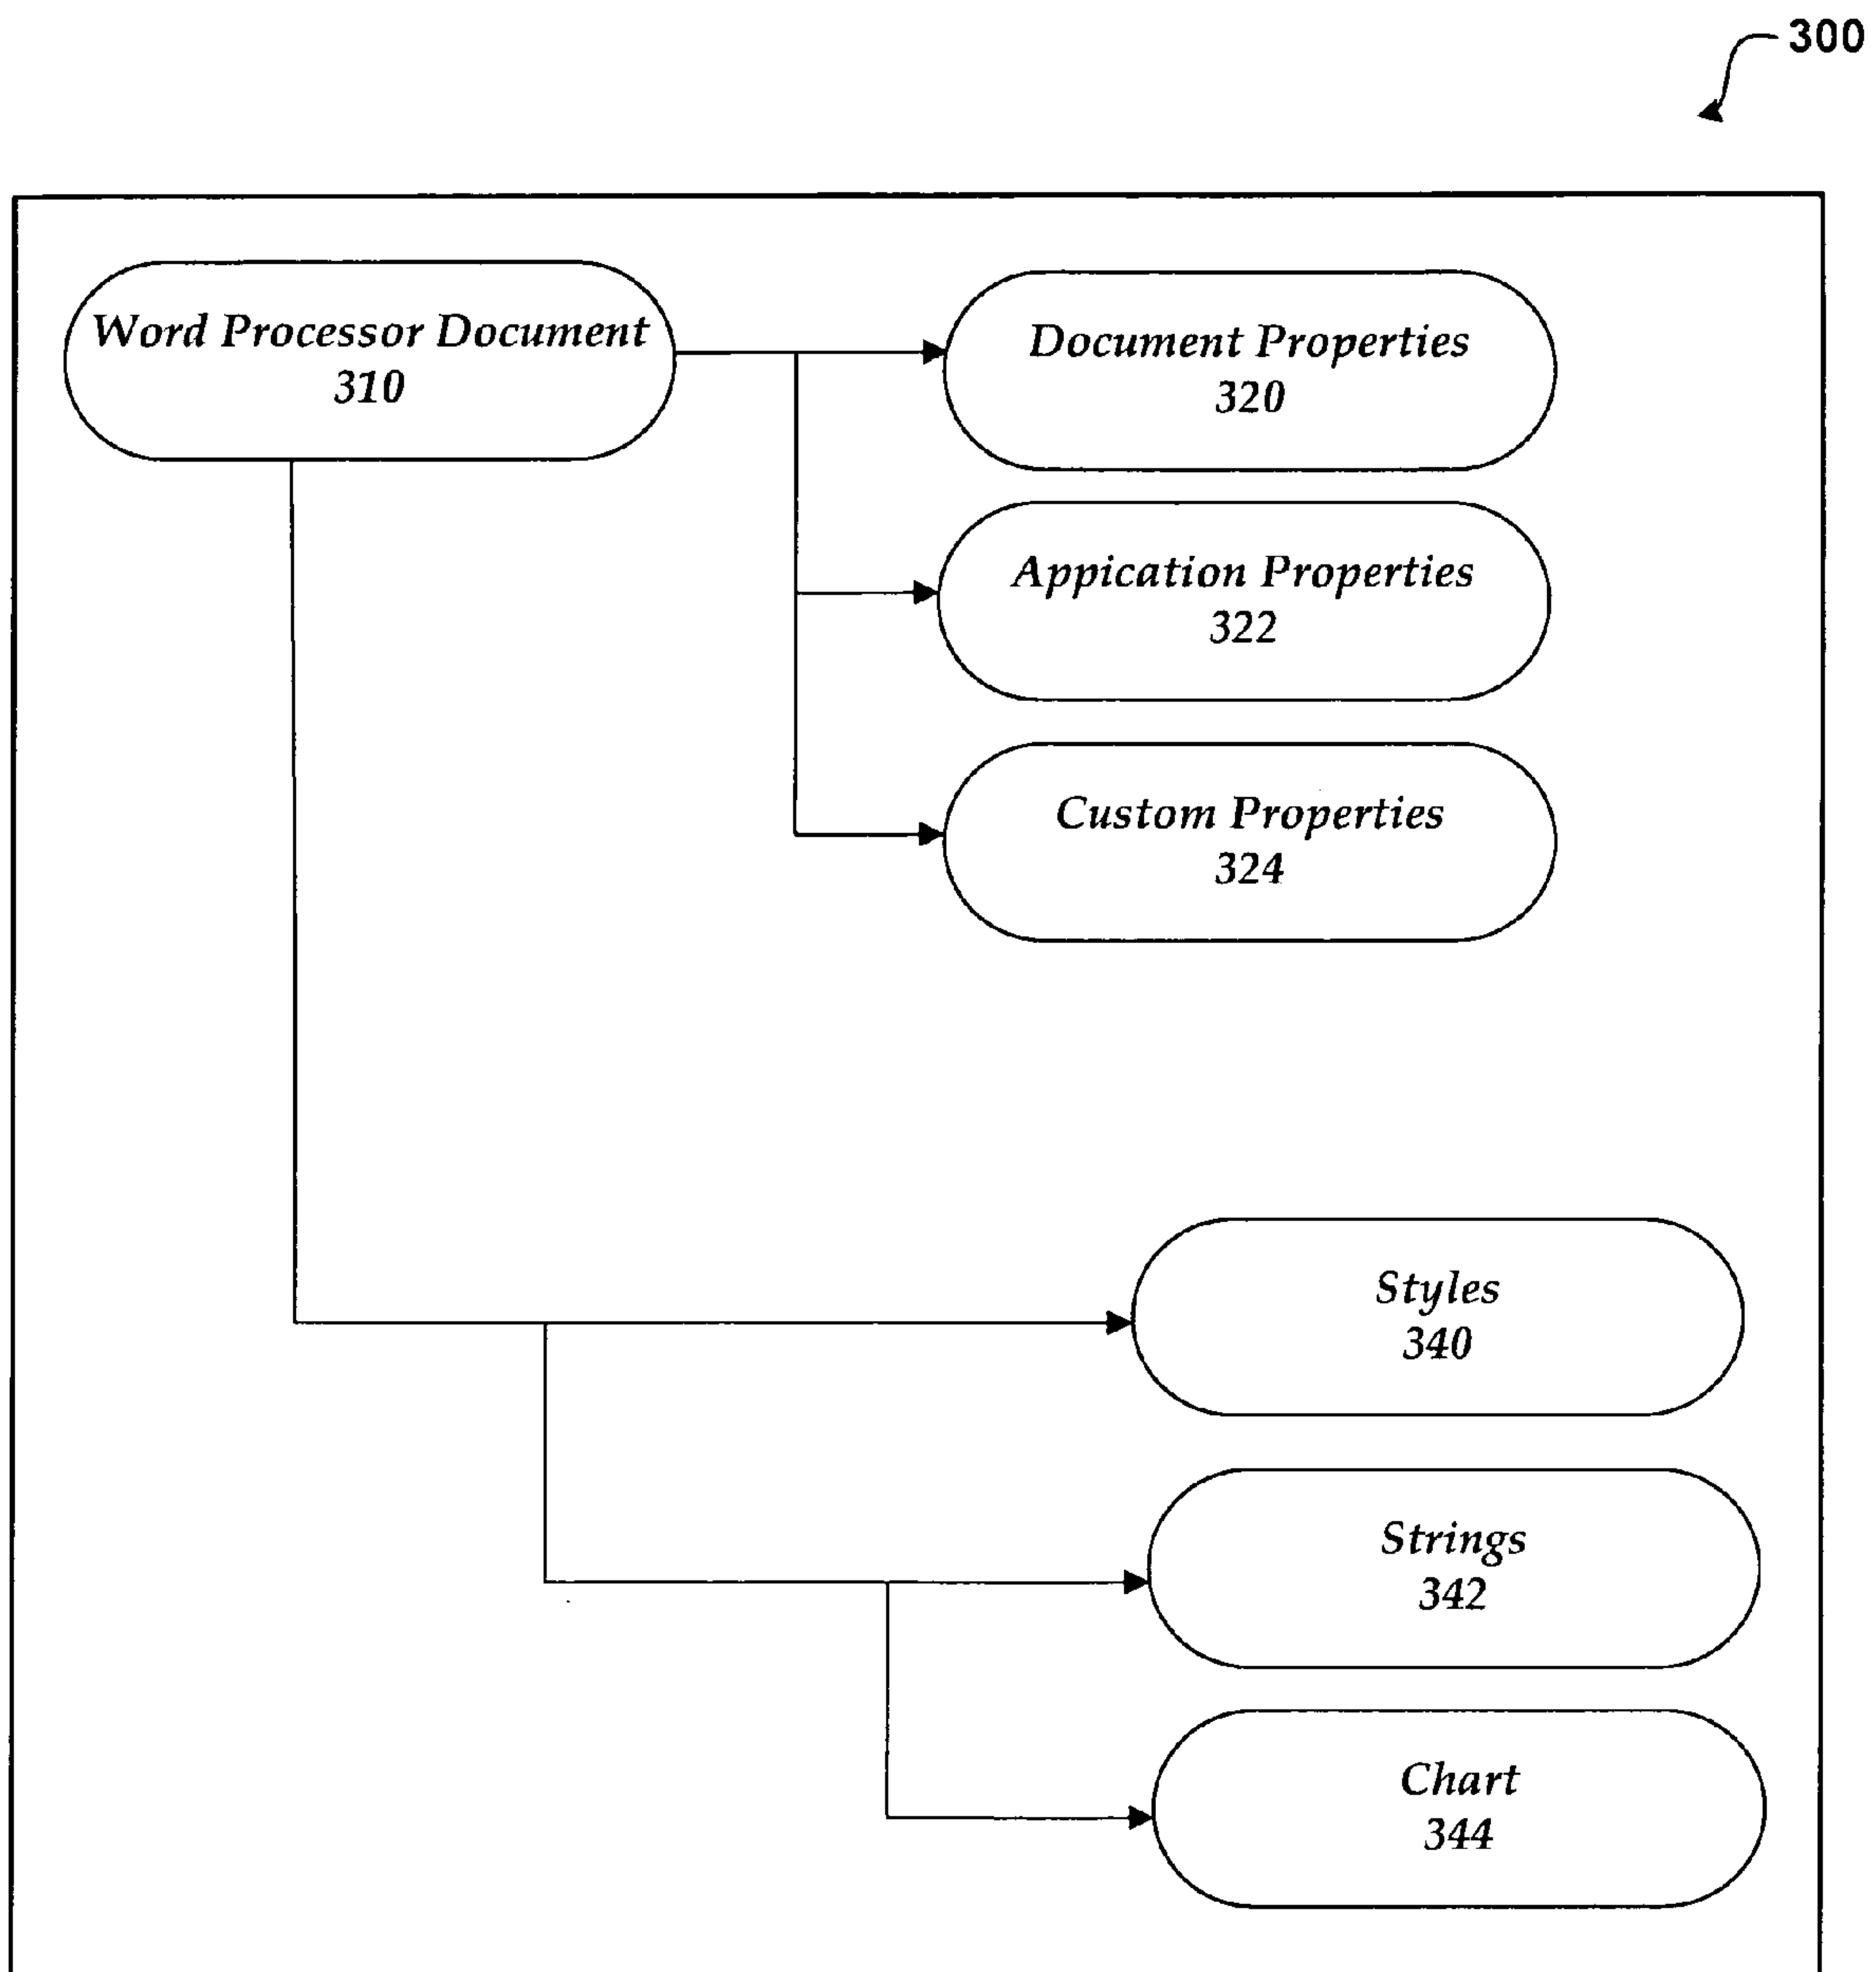 300
Word Processor Document
310
Document Properties
320
Appication Properties
322
Custom Properties
324
Styles
340
Strings
342
Chart
344